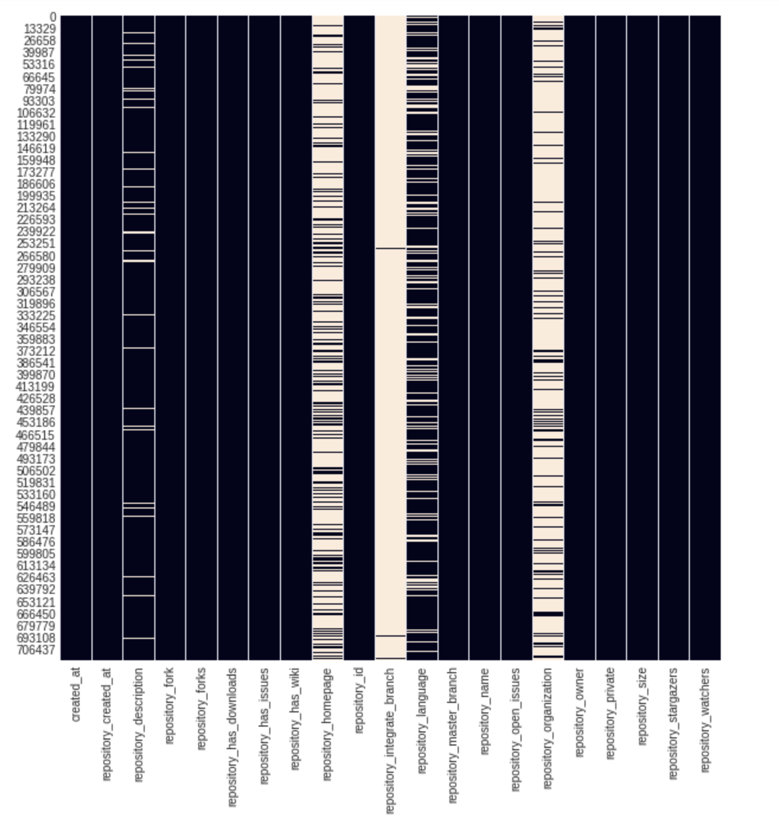 0
13329
26658
39987
53316
66645
79974
93303
106632
119961
133290
146619
159948
173277
186606
199935
213264
226593
239922
253251
266580
279909
293238
306567
319896
333225
346554
359883
373212
386541
399870
413199
426528
439857
453186
466515
479844
493173
506502
519831
533160
546489
559818
573147
586476
599805
613134
626463
639792
653121
666450
679779
693108
706437
created_at
repository_created_at
repository_description
repository_fork
repository_forks
repository_has_downloads
repository_has_issues
repository_has_wiki
repository_homepage
repository_id
repository_integrate_branch
repository_language
repository_master_branch
repository_name
repository_open_issues
repository_organization
repository_owner
repository_private
repository_size
repository_stargazers
repository_watchers